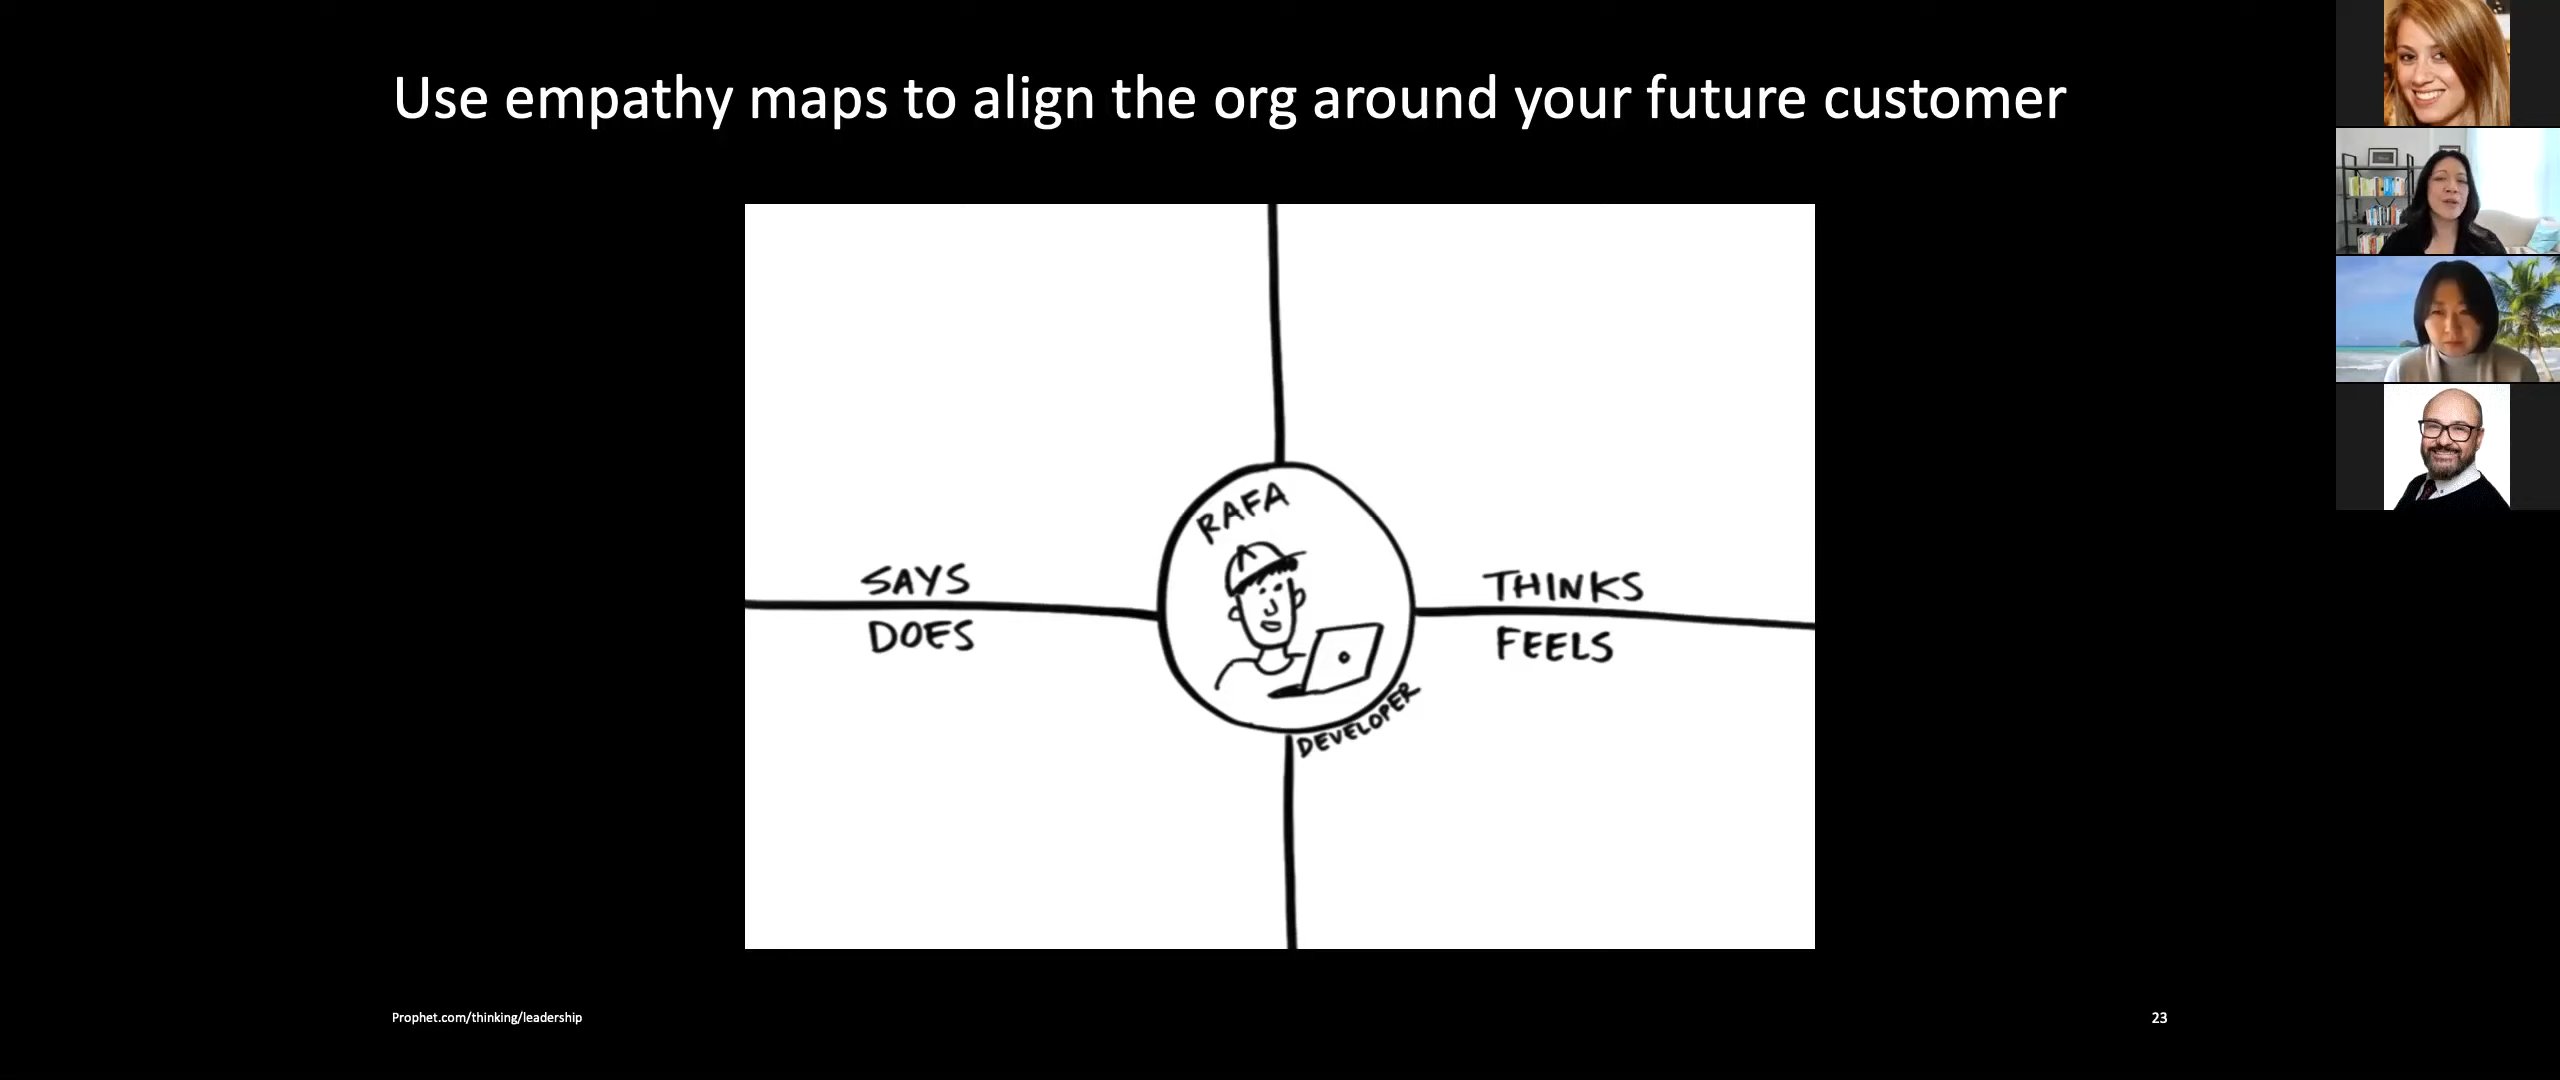 Use empathy maps to align the org around your future customer
RAFA
SAYS
DOES
THINKS
FEELS
DEVELOPER
Prophet.com/thinking/leadership
23